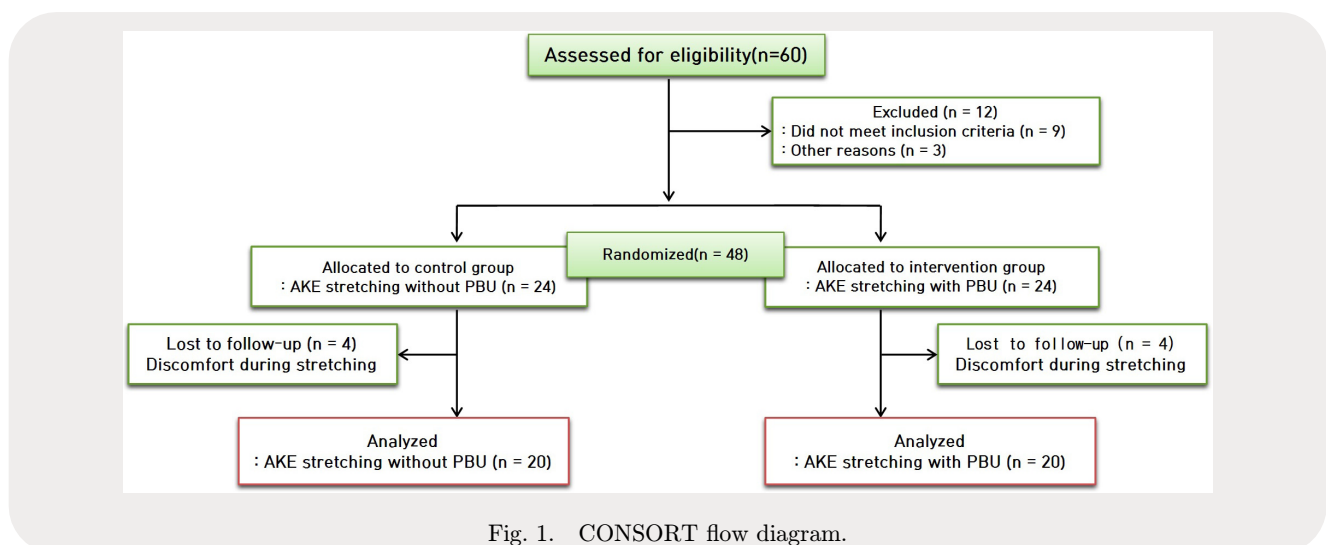 Assessed for eligibility(n=60)
Excluded (n = 12)
: Did not meet inclusion criteria (n = 9)
: Other reasons (n = 3)
Randomized(n = 48)
Allocated to control group
: AKE stretching without PBU (n = 24)
Allocated to intervention group
: AKE stretching with PBU (n = 24)
Lost to follow-up (n = 4)
Discomfort during stretching
Lost to follow-up (n = 4)
Discomfort during stretching
Analyzed
: AKE stretching without PBU (n = 20)
Analyzed
: AKE stretching with PBU (n = 20)
Fig. 1. CONSORT flow diagram.